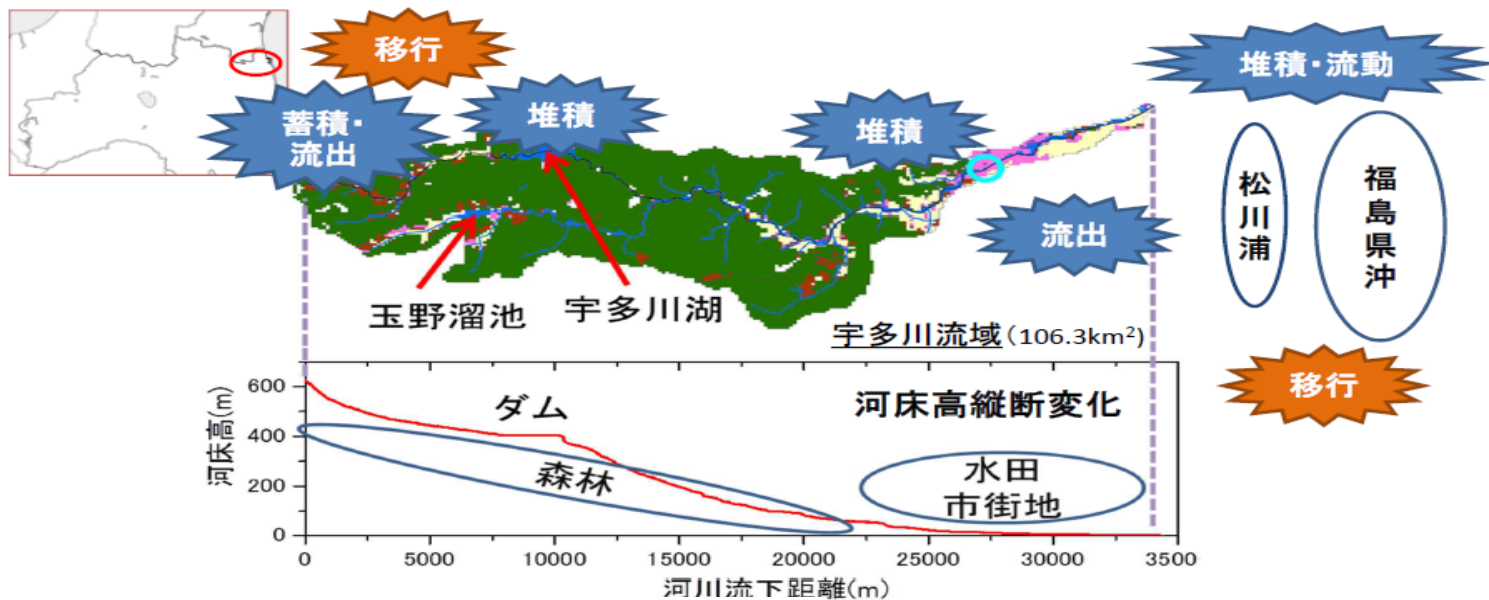 移行
堆積・流動
蓄積・
流出
堆積
堆積
松川浦
福島県沖
流出
玉野溜池
宇多川湖
宇多川流域(106.3km²)
移行
河床高(m)
600
400
200
0
ダム
河床高縦断変化
森林
水田
市街地
0
5000
10000
15000
20000
25000
30000
3500
河川流下距離(m)